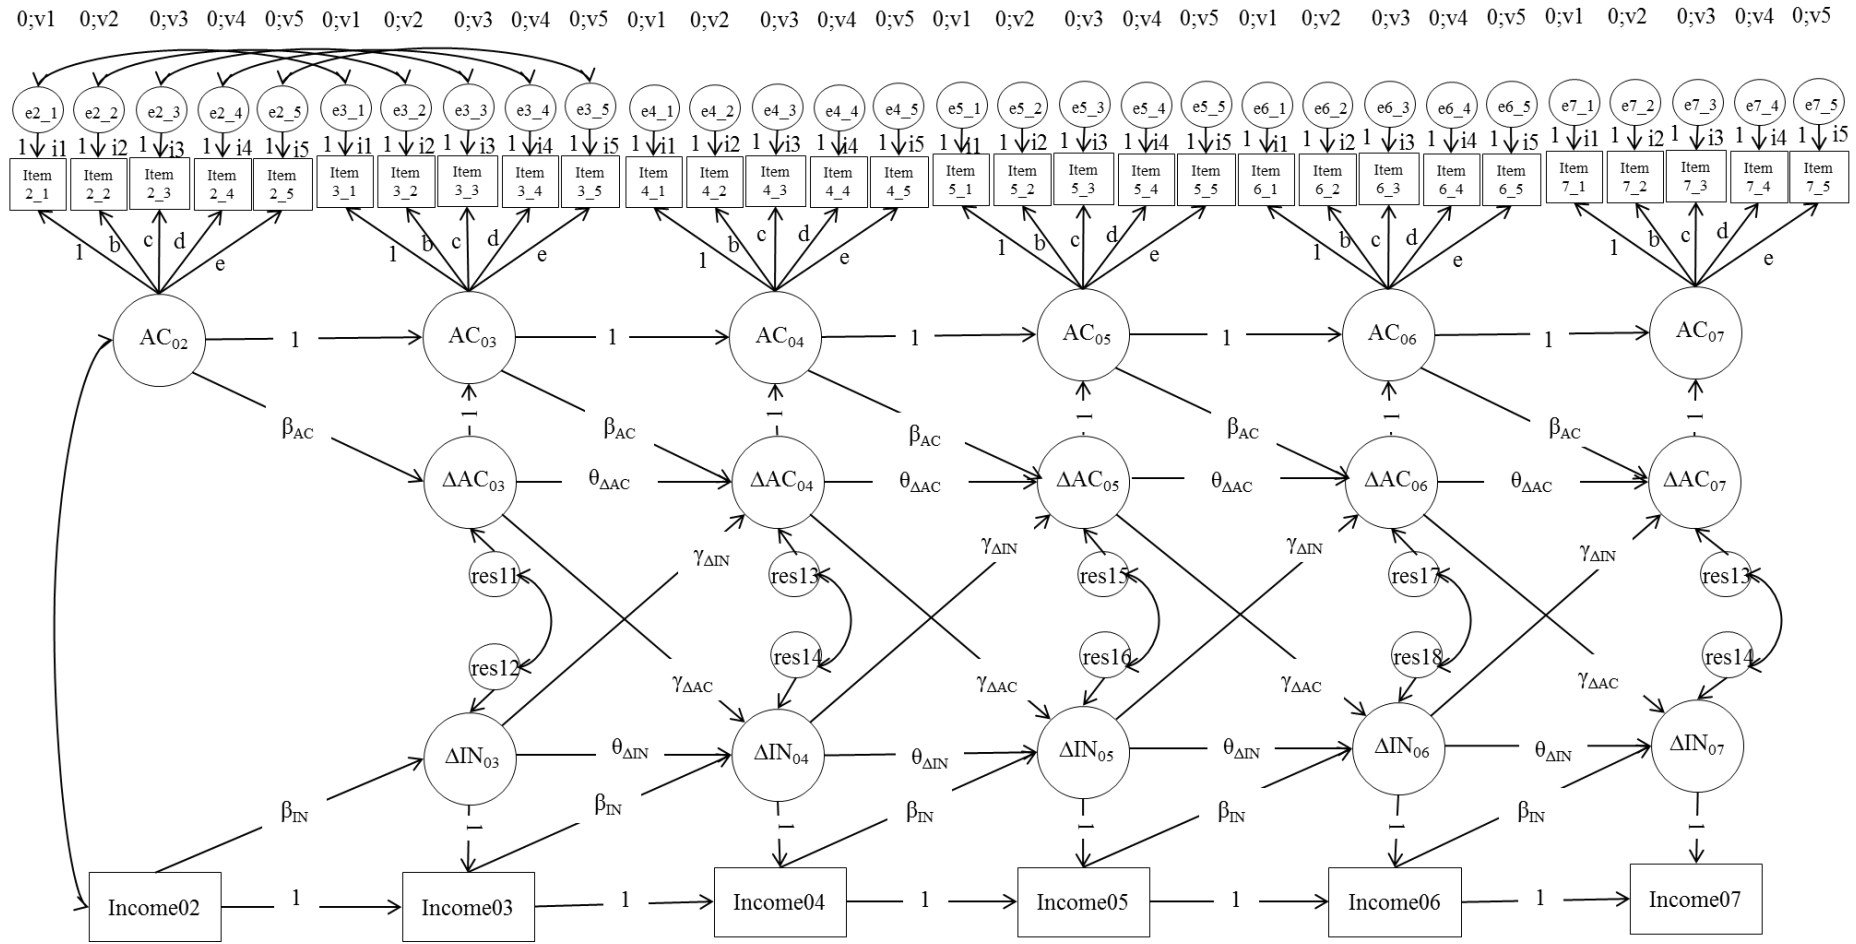 0;v1 0;v2 0;v3 0;v4 0;v5 0;v1 0;v2 0;v3 0;v4 0;v5 0;v1 0;v2 0;v3 0;v4 0;v5 0;v1 0;v2 0;v3 0;v4 0;v5 0;v1 0;v2 0;v3 0;v4 0;v5 0;v1 0;v2 0;v3 0;v4 0;v5
e2_1 e2_2 e2_3 e2_4 e2_5 e3_1 e3_2 e3_3 e3_4 e3_5 e4_1 e4_2 e4_3 e4_4 e4_5 e5_1 e5_2 e5_3 e5_4 e5_5 e6_1 e6_2 e6_3 e6_4 e6_5 e7_1 e7_2 e7_3 e7_4 e7_5
1 i1 1 i2 1 i3 1 i4 1 i5 1 i1 1 i2 1 i3 1 i4 1 i5 1 i1 1 i2 1 i3 1 i4 1 i5 1 i1 1 i2 1 i3 1 i4 1 i5 1 i1 1 i2 1 i3 1 i4 1 i5 1 i1 1 i2 1 i3 1 i4 1 i5
Item Item Item Item Item Item Item Item Item Item Item Item Item Item Item Item Item Item Item Item Item Item Item Item Item Item Item Item Item Item
2_1 2_2 2_3 2_4 2_5 3_1 3_2 3_3 3_4 3_5 4_1 4_2 4_3 4_4 4_5 5_1 5_2 5_3 5_4 5_5 6_1 6_2 6_3 6_4 6_5 7_1 7_2 7_3 7_4 7_5
1 b c d e 1 b c d e 1 b c d e 1 b c d e 1 b c d e 1 b c d e
AC02 1 AC03 1 AC04 1 AC05 1 AC06 1 AC07
1 1 1 1 1
βAC βAC βAC βAC βAC
ΔAC03 θΔAC ΔAC04 θΔAC ΔAC05 θΔAC ΔAC06 θΔAC ΔAC07
γΔIN γΔIN γΔIN γΔIN
res11 res13 res15 res17 res13
res12 res14 res16 res18 res14
γΔAC γΔAC γΔAC γΔAC
ΔIN03 θΔIN ΔIN04 θΔIN ΔIN05 θΔIN ΔIN06 θΔIN ΔIN07
βIN βIN βIN βIN βIN
1 1 1 1 1
Income02 1 Income03 1 Income04 1 Income05 1 Income06 1 Income07